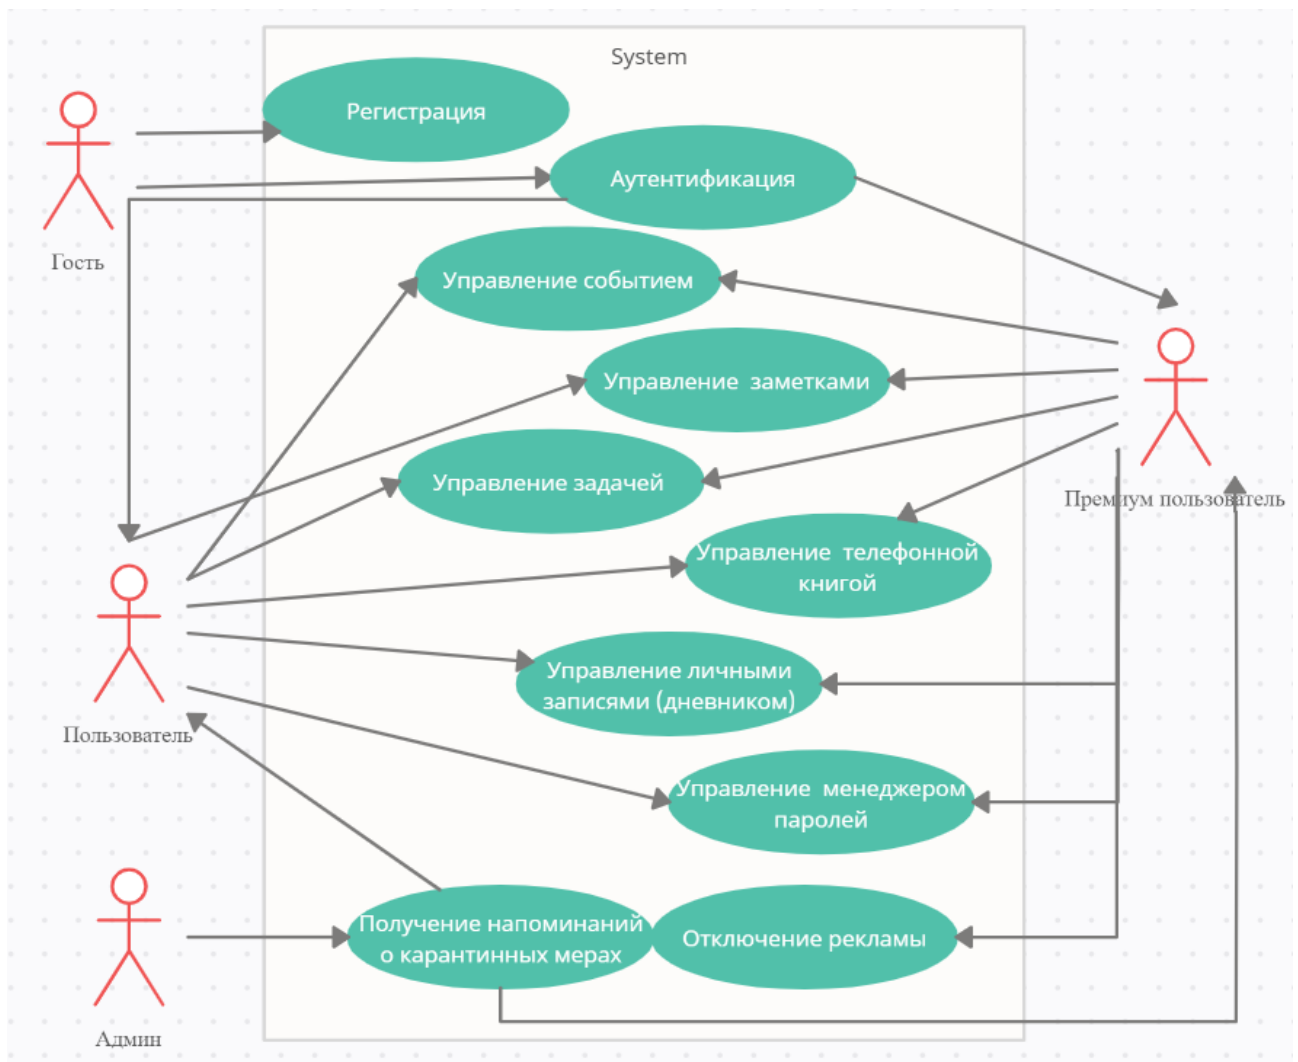 System
Регистрация
Аутентификация
Гость
Управление событием
Управление заметками
Управление задачей
Премиум пользователь
Управление телефонной
книгой
Управление личными
записями (дневником)
Пользователь
Управление менеджером
паролей
Получение напоминаний
о карантинных мерах
Отключение рекламы
Админ